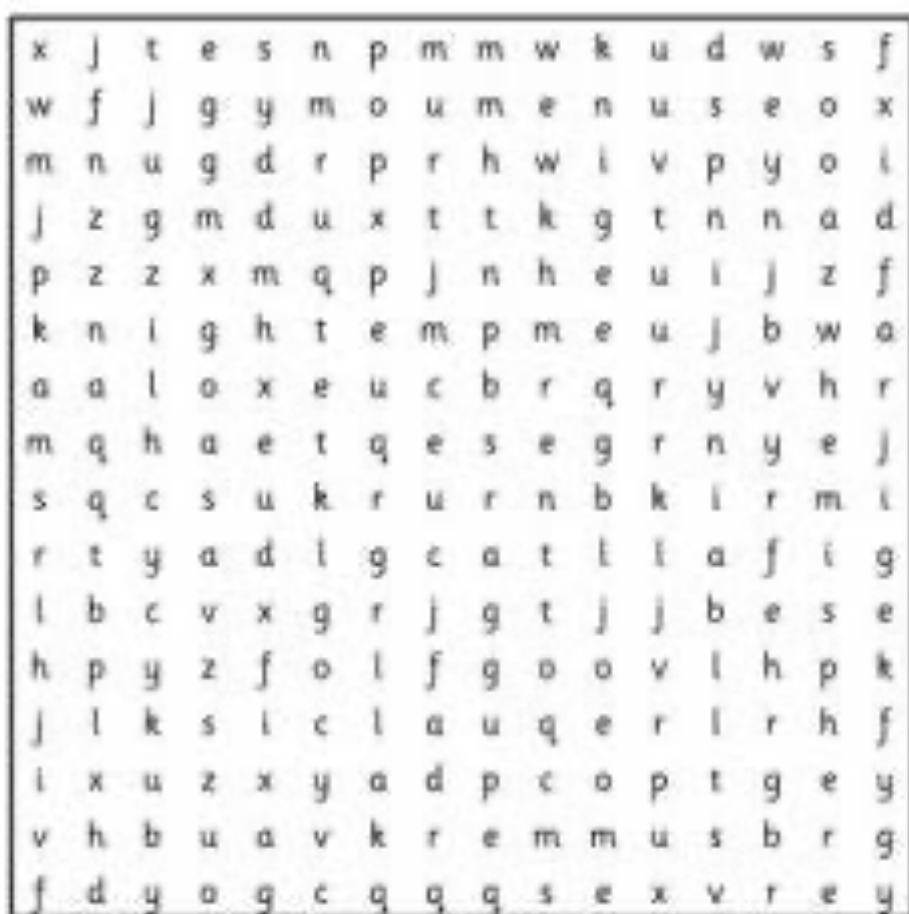 x j t e s n p m m w k u d w s f
w f j g y m o u m e n u s e o x
m n u g d r p r h w i v p y o i
j z g m d u x t t k g t n n a d
p z z x m q p j n h e u i j z f
k n i g h t e m p m e u j b w a
a a l o x e u c b r q r y v h r
m q h a e t q e s e g r n y e j
s q c s u k r u r n b k i r m i
r t y a d l g c a t l l a f i g
l b c v x g r j g t j j b e s e
h p y z f o l f g o o v l h p k
j l k s i c l a u q e r l r h f
i x u z x y a d p c o p t g e y
v h b u a v k r e m m u s b r g
f d y o g c q q q s e x v r e y